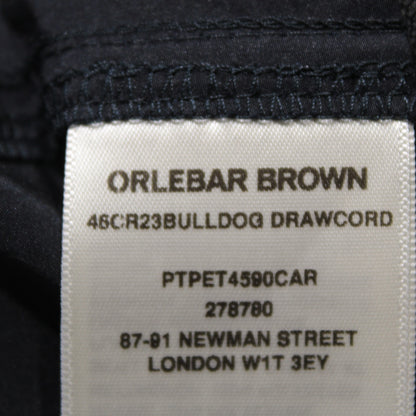 ORLEBAR BROWN
46CR23BULLDOG DRAWCORD
PTPET4590CAR
278780
87-91 NEWMAN STREET
LONDON W1T 3EY